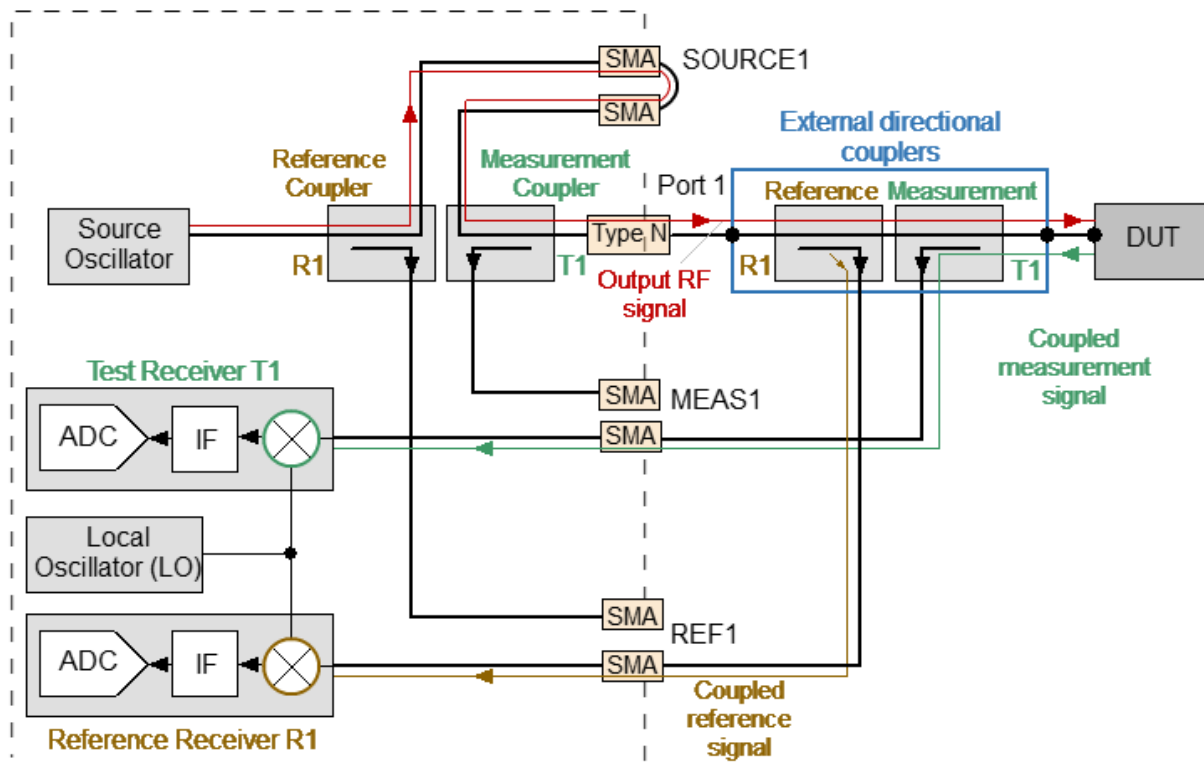 SMA
SOURCE1
SMA
External directional
couplers
Reference
Coupler
Measurement
Coupler
Port 1
Reference
Measurement
Source
Oscillator
R1
T1
Type N
Output RF
signal
R1
T1
DUT
Coupled
measurement
signal
Test Receiver T1
ADC
IF
SMA
MEAS1
SMA
Local
Oscillator (LO)
SMA
REF1
ADC
IF
SMA
Coupled
reference
signal
Reference Receiver R1